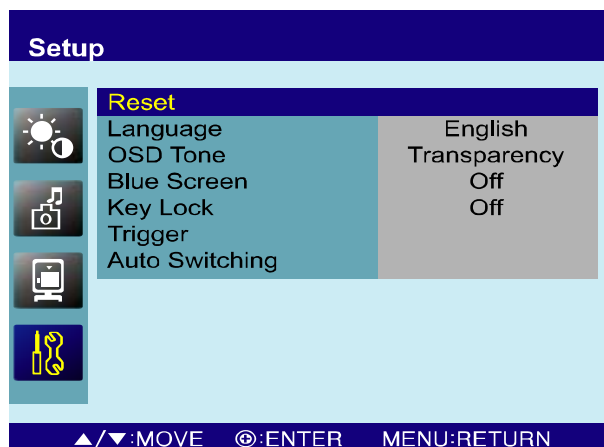 Setup
Reset
Language English
OSD Tone Transparency
Blue Screen Off
Key Lock Off
Trigger
Auto Switching
▲/▼:MOVE ⊕:ENTER MENU:RETURN